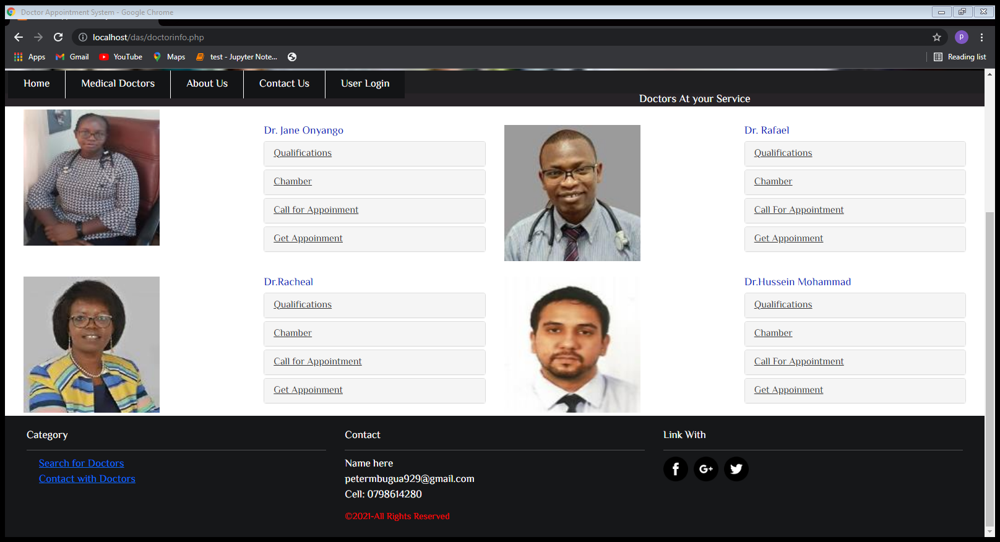 Doctor Appointment System - Google Chrome
localhost/das/doctorinfo.php
p
Apps
Gmail
YouTube
Maps
test - Jupyter Note...
Reading list
Home
Medical Doctors
About Us
Contact Us
User Login
Doctors At your Service
Dr. Jane Onyango
Qualifications
Chamber
Call for Appoinment
Get Appoinment
Dr. Rafael
Qualifications
Chamber
Call For Appointment
Get Appoinment
Dr.Racheal
Qualifications
Chamber
Call for Appointment
Get Appoinment
Dr.Hussein Mohammad
Qualifications
Chamber
Call For Appointment
Get Appoinment
Category
Search for Doctors
Contact with Doctors
Contact
Name here
petermbugua929@gmail.com
Cell: 0798614280
©2021-All Rights Reserved
Link With
f
G+